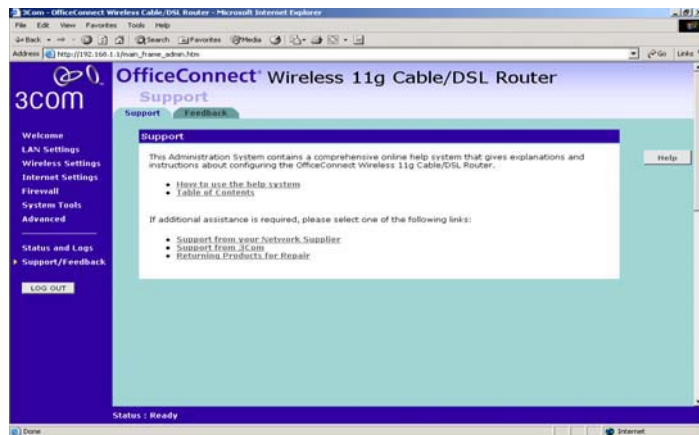 3Com - OfficeConnect Wireless Cable/DSL Router - Microsoft Internet Explorer
File Edit View Favorites Tools Help
Back Search Favorites Media
Address http://192.168.1.1/main_frame_admin.htm Go Links
3COM
OfficeConnect Wireless 11g Cable/DSL Router
Support
Support Feedback
Welcome
LAN Settings
Wireless Settings
Internet Settings
Firewall
System Tools
Advanced
Status and Logs
Support/Feedback
LOG OUT
Support
This Administration System contains a comprehensive online help system that gives explanations and
instructions about configuring the OfficeConnect Wireless 11g Cable/DSL Router.
How to use the help system
Table of Contents
If additional assistance is required, please select one of the following links:
Support from your Network Supplier
Support from 3Com
Returning Products for Repair
Help
Status : Ready
Done Internet